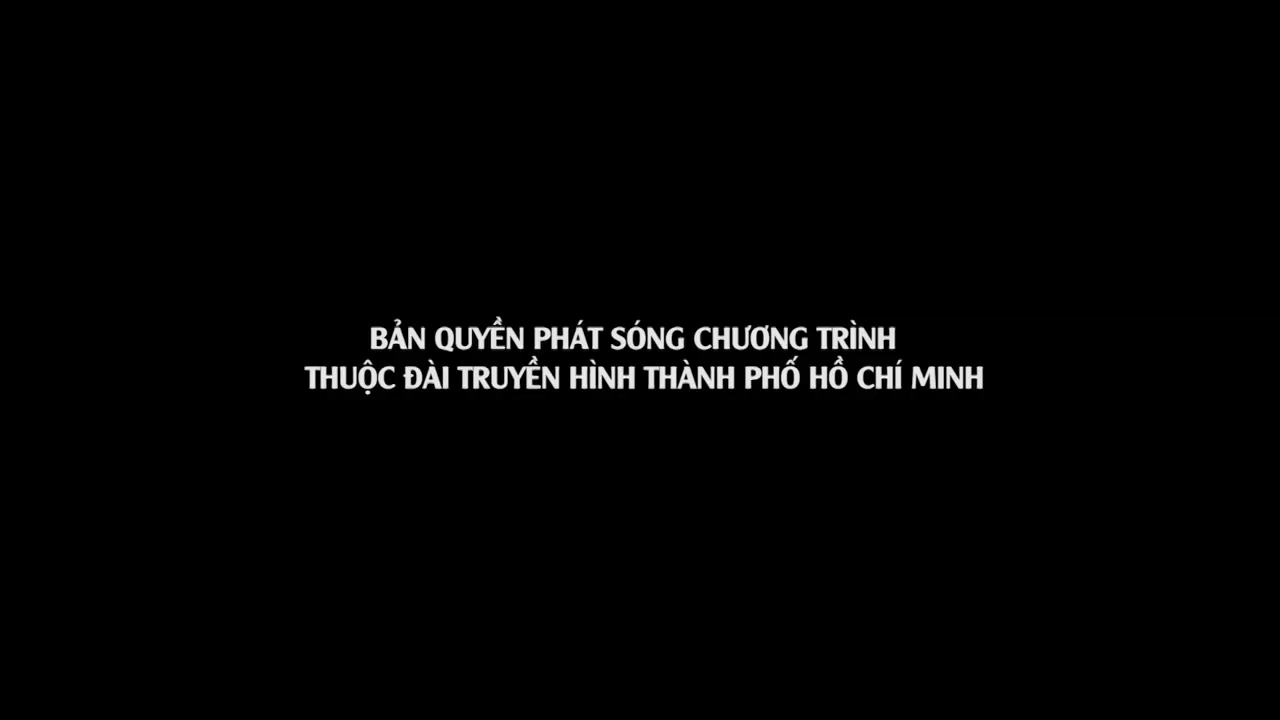 BẢN QUYỀN PHÁT SÓNG CHƯƠNG TRÌNH
THUỘC ĐÀI TRUYỀN HÌNH THÀNH PHỐ HỒ CHÍ MINH